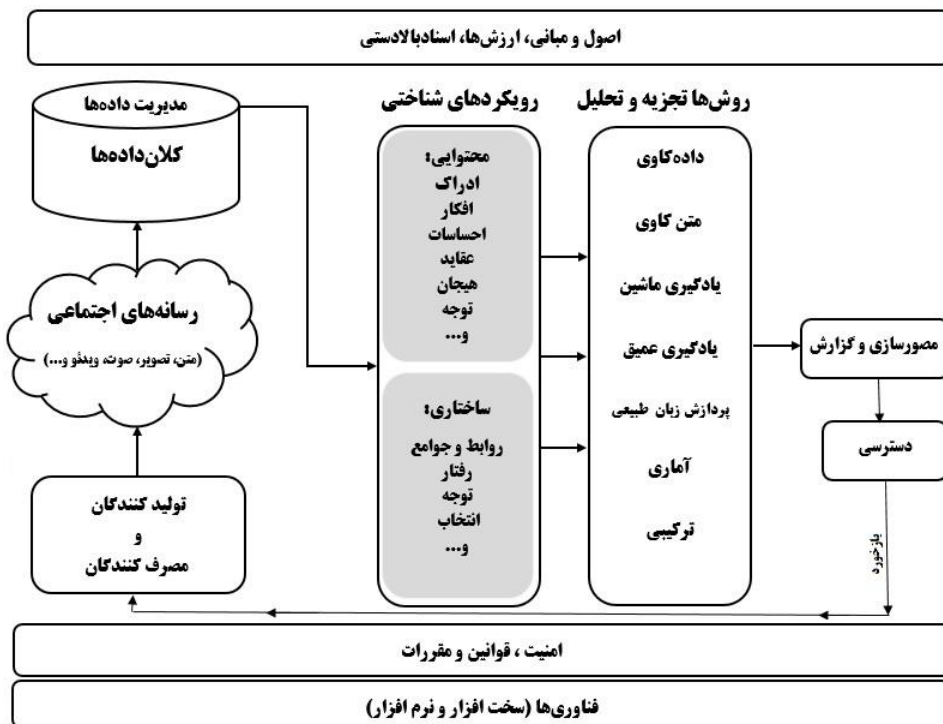 اصول و مبانی، ارزش‌ها، اسنادبالادستی
روش‌ها تجزیه و تحلیل
رویکردهای شناختی
مدیریت داده‌ها
کلان‌داده‌ها
رسانه‌های اجتماعی
(متن، تصویر، صوت، ویدئو و...)
تولید کنندگان
و
مصرف کنندگان
محتوایی:
ادراک
افکار
احساسات
عقاید
هیجان
توجه
و...
ساختاری:
روابط و جوامع
رفتار
توجه
انتخاب
و...
داده‌کاوی
متن کاوی
یادگیری ماشین
یادگیری عمیق
پردازش زبان طبیعی
آماری
ترکیبی
مصورسازی و گزارش
دسترسی
بازخورد
امنیت ، قوانین و مقررات
فناوری‌ها (سخت افزار و نرم افزار)